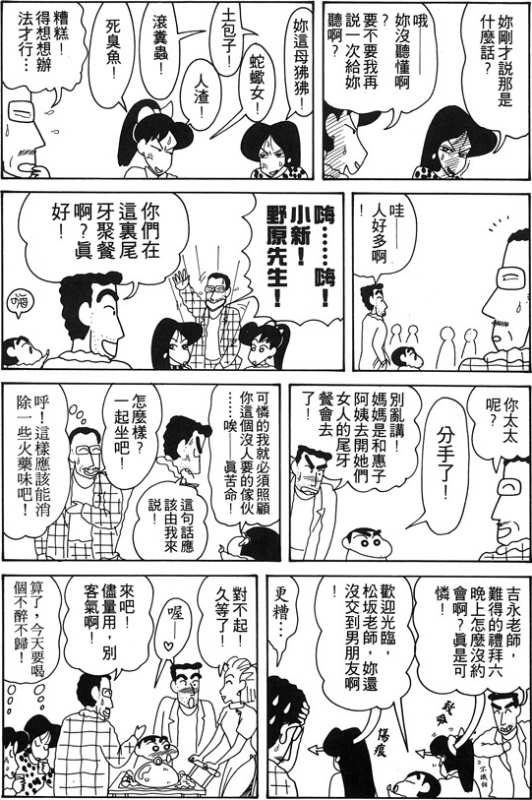 妳剛才說那是
什麼話？
哦——
妳沒聽懂啊
？
要不要我再
說一次給妳
聽啊？
妳這母狒狒！
蛇蠍女！
土包子！
人渣！
滾糞蟲！
死臭魚！
糟糕！
得想想辦
法才行…
哇——
人好多啊
嗨……嗨！
小新！
野原先生！
你們在
這裏尾
牙聚餐
啊？真
好！
嗨
你太太
呢？
分手了！
別亂講！
媽媽是和惠子
阿姨去開她們
女人的尾牙
餐會去
了！
可憐的我就必須照顧
你這個沒人要的傢伙
……唉 真苦命！
這句話應
該由我來
說！
怎麼樣？
一起坐吧！
呼！這樣應該能消
除一些火藥味吧！
吉永老師，
難得的禮拜六
晚上怎麼沒約
會啊？真是可
憐！
歡迎光臨，
松坂老師，妳還
沒交到男朋友啊
更糟…
對不起！
久等了！
喔—
來吧！
儘量用，別
客氣啊！
算了，今天要喝
個不醉不歸！